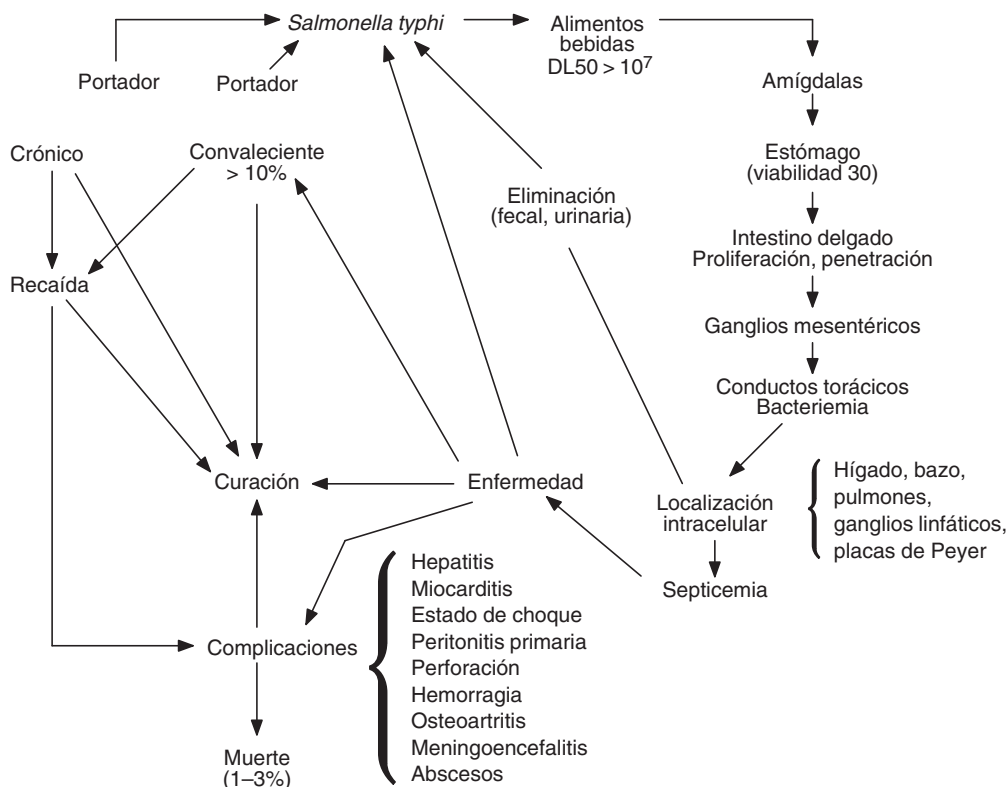 Salmonella typhi
Alimentos
bebidas
DL50 > 10⁷
Portador
Portador
Amígdalas
Crónico
Convaleciente
> 10%
Estómago
(viabilidad 30)
Eliminación
(fecal, urinaria)
Intestino delgado
Proliferación, penetración
Recaída
Ganglios mesentéricos
Conductos torácicos
Bacteriemia
Curación
Enfermedad
Localización
intracelular
Hígado, bazo,
pulmones,
ganglios linfáticos,
placas de Peyer
Septicemia
Complicaciones
Hepatitis
Miocarditis
Estado de choque
Peritonitis primaria
Perforación
Hemorragia
Osteoartritis
Meningoencefalitis
Abscesos
Muerte
(1–3%)